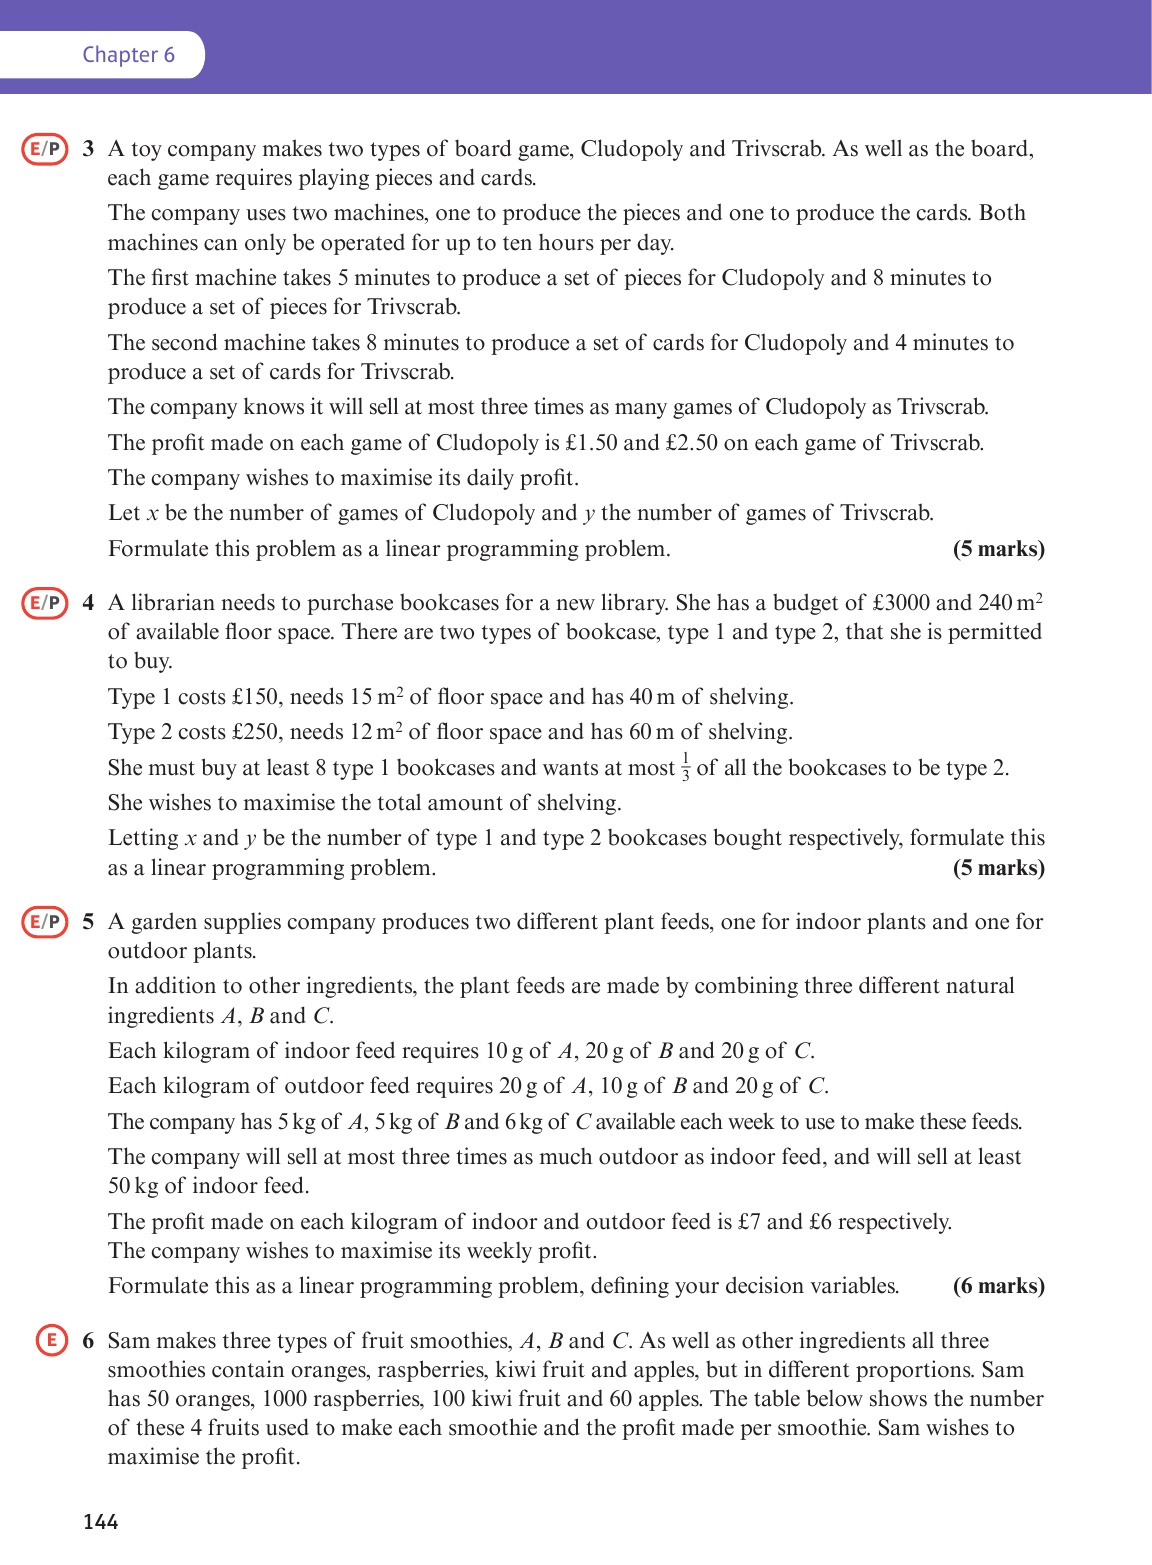 Chapter 6
E/P 3 A toy company makes two types of board game, Cludopoly and Trivscrab. As well as the board,
each game requires playing pieces and cards.
The company uses two machines, one to produce the pieces and one to produce the cards. Both
machines can only be operated for up to ten hours per day.
The first machine takes 5 minutes to produce a set of pieces for Cludopoly and 8 minutes to
produce a set of pieces for Trivscrab.
The second machine takes 8 minutes to produce a set of cards for Cludopoly and 4 minutes to
produce a set of cards for Trivscrab.
The company knows it will sell at most three times as many games of Cludopoly as Trivscrab.
The profit made on each game of Cludopoly is £1.50 and £2.50 on each game of Trivscrab.
The company wishes to maximise its daily profit.
Let x be the number of games of Cludopoly and y the number of games of Trivscrab.
Formulate this problem as a linear programming problem. (5 marks)
E/P 4 A librarian needs to purchase bookcases for a new library. She has a budget of £3000 and 240 m²
of available floor space. There are two types of bookcase, type 1 and type 2, that she is permitted
to buy.
Type 1 costs £150, needs 15 m² of floor space and has 40 m of shelving.
Type 2 costs £250, needs 12 m² of floor space and has 60 m of shelving.
She must buy at least 8 type 1 bookcases and wants at most 1/3 of all the bookcases to be type 2.
She wishes to maximise the total amount of shelving.
Letting x and y be the number of type 1 and type 2 bookcases bought respectively, formulate this
as a linear programming problem. (5 marks)
E/P 5 A garden supplies company produces two different plant feeds, one for indoor plants and one for
outdoor plants.
In addition to other ingredients, the plant feeds are made by combining three different natural
ingredients A, B and C.
Each kilogram of indoor feed requires 10 g of A, 20 g of B and 20 g of C.
Each kilogram of outdoor feed requires 20 g of A, 10 g of B and 20 g of C.
The company has 5 kg of A, 5 kg of B and 6 kg of C available each week to use to make these feeds.
The company will sell at most three times as much outdoor as indoor feed, and will sell at least
50 kg of indoor feed.
The profit made on each kilogram of indoor and outdoor feed is £7 and £6 respectively.
The company wishes to maximise its weekly profit.
Formulate this as a linear programming problem, defining your decision variables. (6 marks)
E 6 Sam makes three types of fruit smoothies, A, B and C. As well as other ingredients all three
smoothies contain oranges, raspberries, kiwi fruit and apples, but in different proportions. Sam
has 50 oranges, 1000 raspberries, 100 kiwi fruit and 60 apples. The table below shows the number
of these 4 fruits used to make each smoothie and the profit made per smoothie. Sam wishes to
maximise the profit.
144